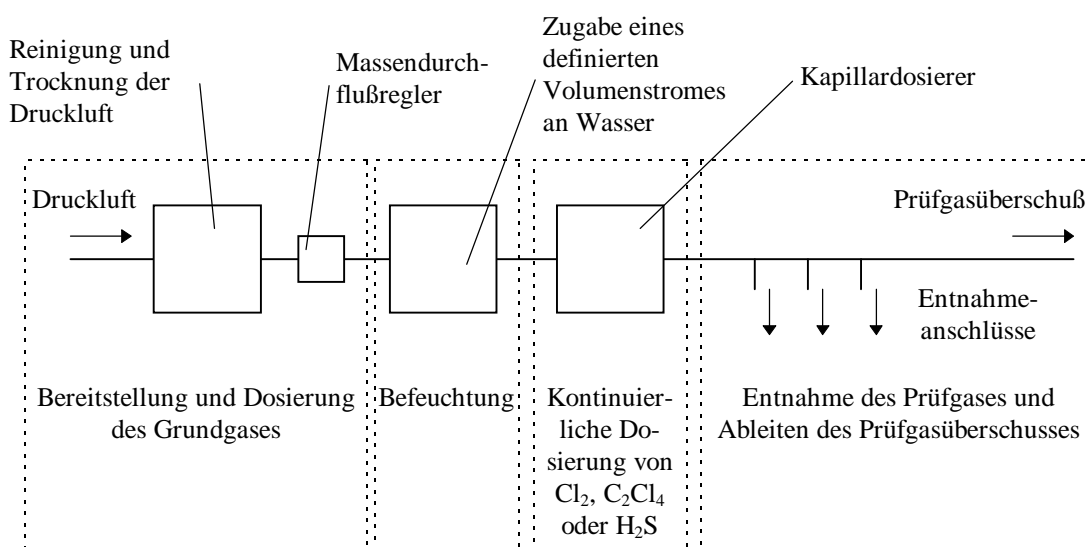 Reinigung und
Trocknung der
Druckluft
Massendurch-
flußregler
Zugabe eines
definierten
Volumenstromes
an Wasser
Kapillardosierer
Druckluft
Prüfgasüberschuß
Entnahme-
anschlüsse
Bereitstellung und Dosierung
des Grundgases
Befeuchtung
Kontinuier-
liche Do-
sierung von
Cl₂, C₂Cl₄
oder H₂S
Entnahme des Prüfgases und
Ableiten des Prüfgasüberschusses